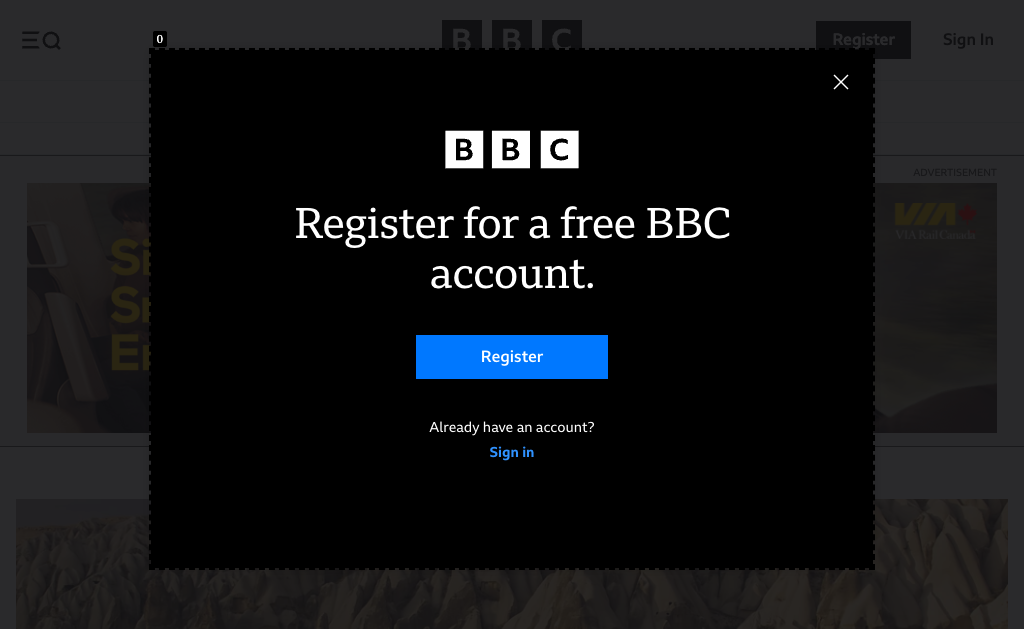 0
BBC
Register
Sign In
BBC
Register for a free BBC
account.
Register
Already have an account?
Sign in
ADVERTISEMENT
VIA
VIA Rail Canada